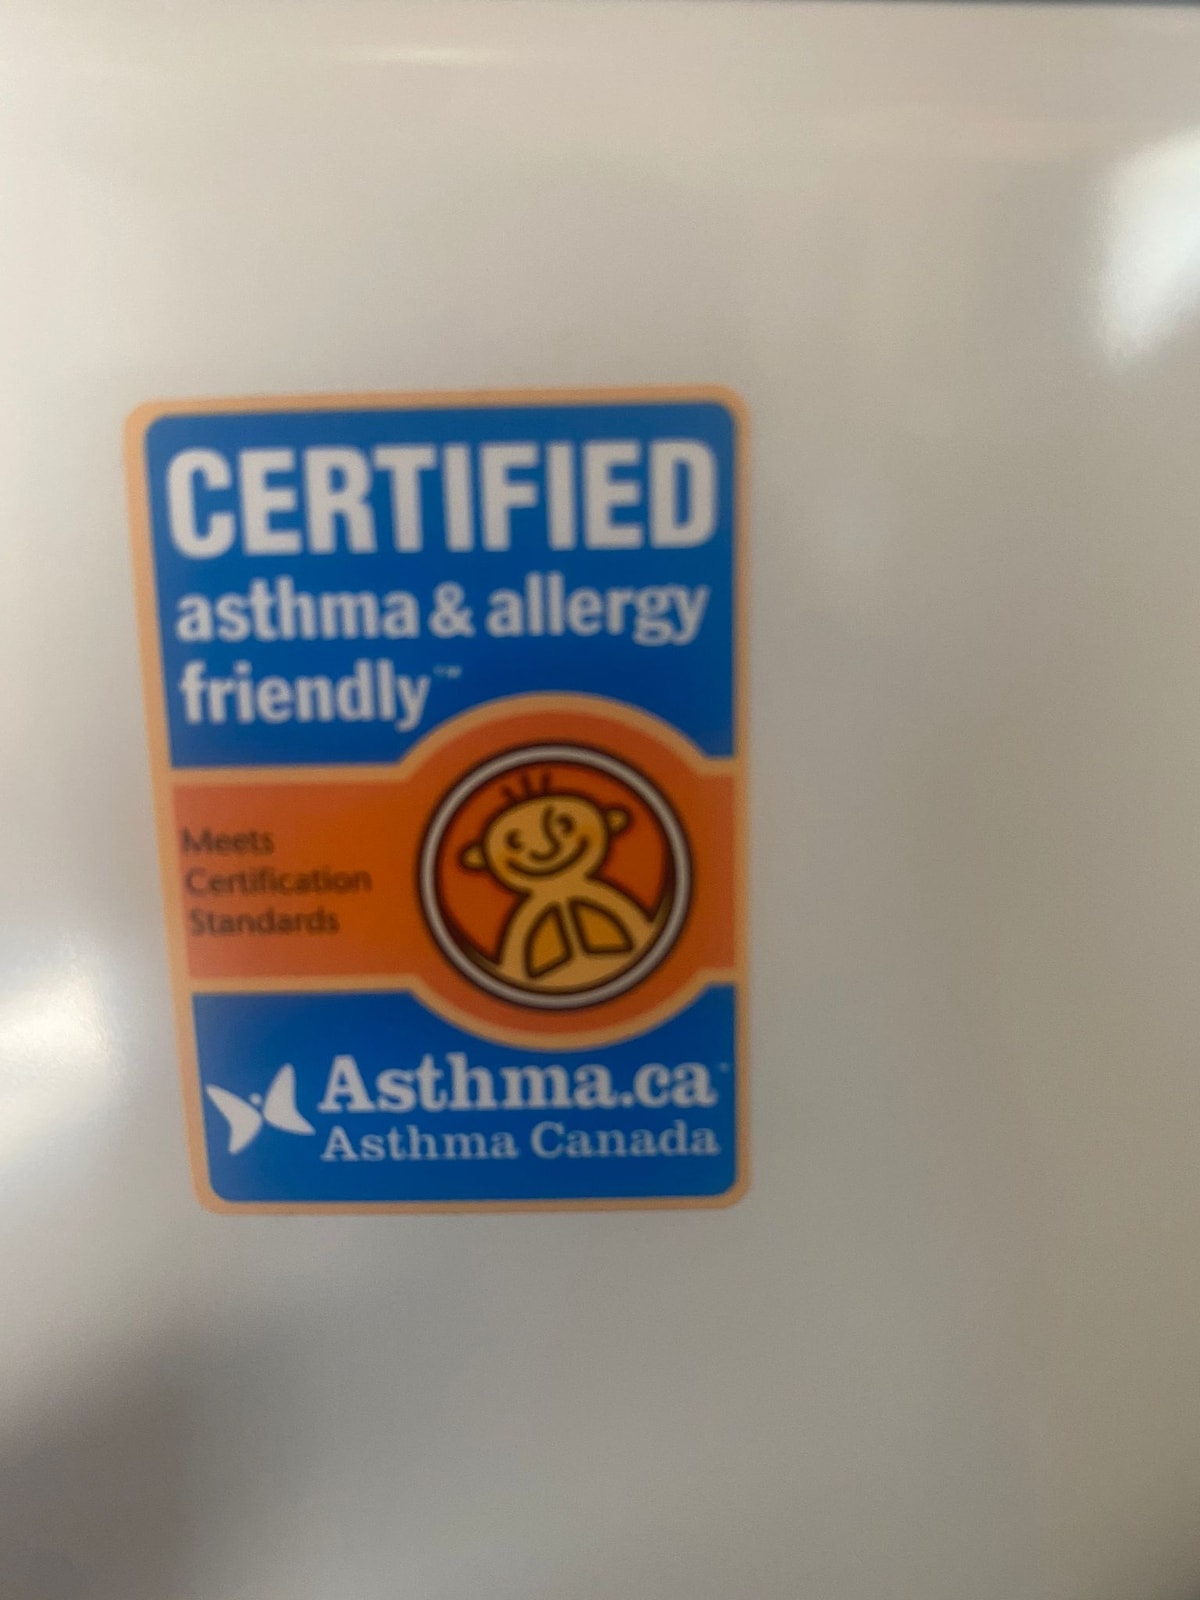 CERTIFIED
asthma & allergy
friendly™
Meets
Certification
Standards
Asthma.ca™
Asthma Canada